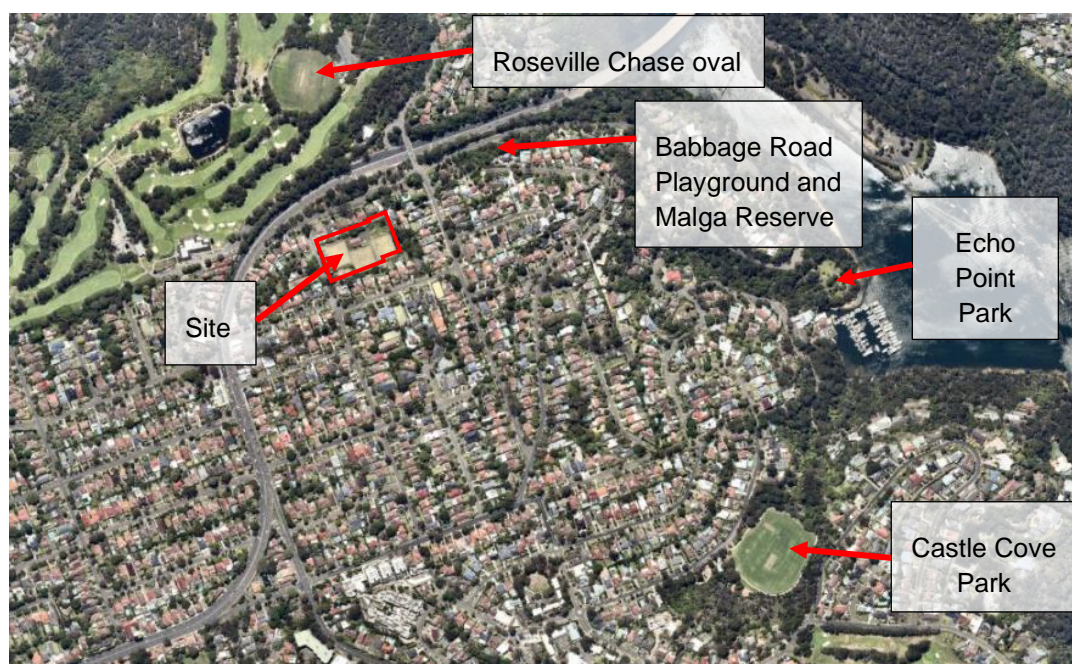 Roseville Chase oval
Babbage Road
Playground and
Malga Reserve
Echo
Point
Park
Site
Castle Cove
Park